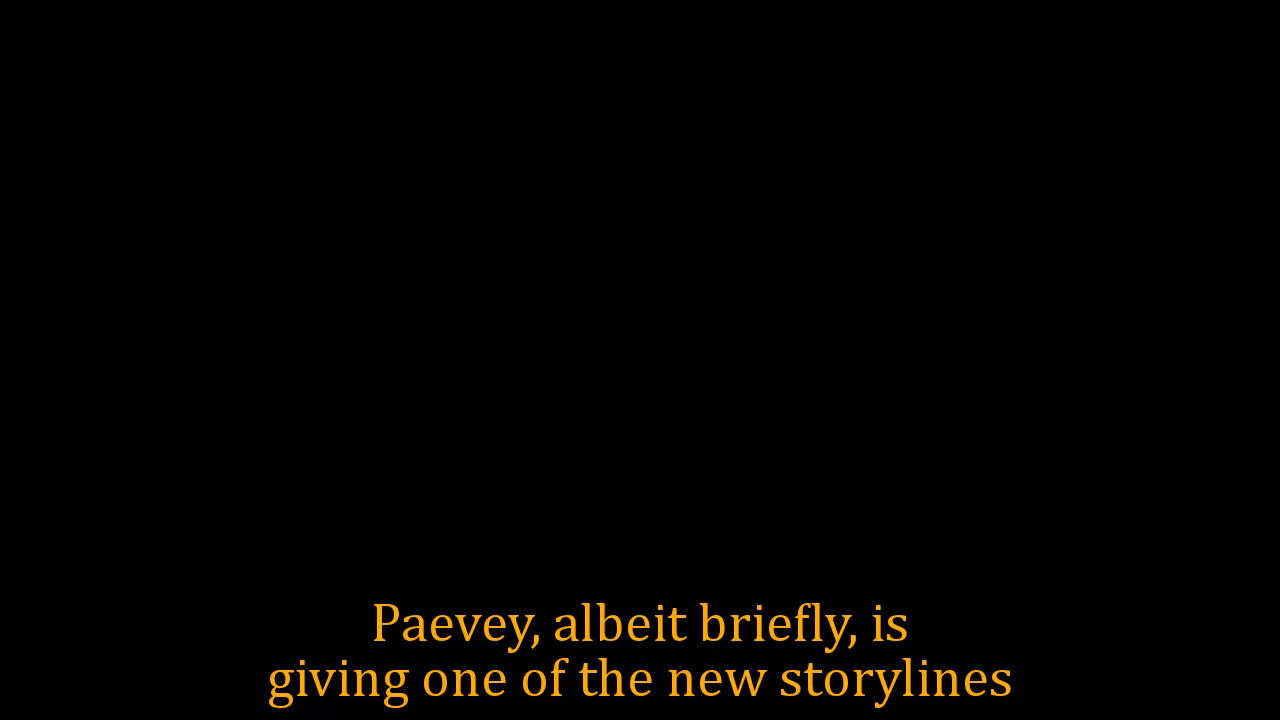 Paevey, albeit briefly, is
giving one of the new storylines